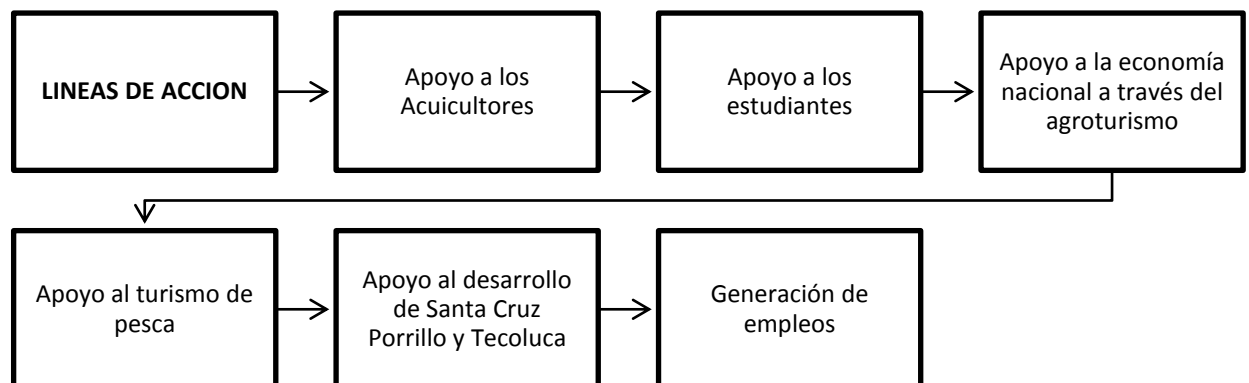 LINEAS DE ACCION
Apoyo a los
Acuicultores
Apoyo a los
estudiantes
Apoyo a la economía
nacional a través del
agroturismo
Apoyo al turismo de
pesca
Apoyo al desarrollo
de Santa Cruz
Porrillo y Tecoluca
Generación de
empleos